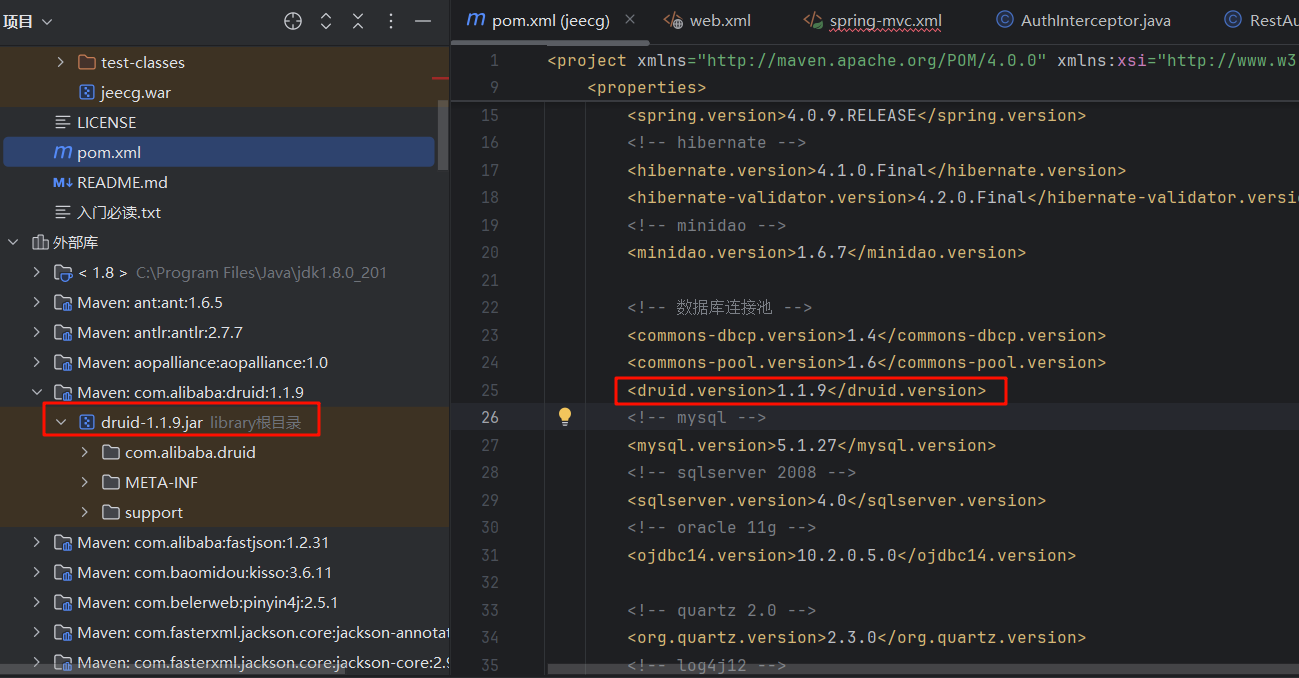 项目
test-classes
jeecg.war
LICENSE
pom.xml
README.md
入门必读.txt
外部库
< 1.8 > C:\Program Files\Java\jdk1.8.0_201
Maven: ant:ant:1.6.5
Maven: antlr:antlr:2.7.7
Maven: aopalliance:aopalliance:1.0
Maven: com.alibaba:druid:1.1.9
druid-1.1.9.jar library根目录
com.alibaba.druid
META-INF
support
Maven: com.alibaba:fastjson:1.2.31
Maven: com.baomidou:kisso:3.6.11
Maven: com.belerweb:pinyin4j:2.5.1
Maven: com.fasterxml.jackson.core:jackson-annotat
Maven: com.fasterxml.jackson.core:jackson-core:2.9
pom.xml (jeecg) web.xml spring-mvc.xml AuthInterceptor.java RestAu
1 <project xmlns="http://maven.apache.org/POM/4.0.0" xmlns:xsi="http://www.w3
9 <properties>
15 <spring.version>4.0.9.RELEASE</spring.version>
16 <!-- hibernate -->
17 <hibernate.version>4.1.0.Final</hibernate.version>
18 <hibernate-validator.version>4.2.0.Final</hibernate-validator.versi
19 <!-- minidao -->
20 <minidao.version>1.6.7</minidao.version>
21
22 <!-- 数据库连接池 -->
23 <commons-dbcp.version>1.4</commons-dbcp.version>
24 <commons-pool.version>1.6</commons-pool.version>
25 <druid.version>1.1.9</druid.version>
26 <!-- mysql -->
27 <mysql.version>5.1.27</mysql.version>
28 <!-- sqlserver 2008 -->
29 <sqlserver.version>4.0</sqlserver.version>
30 <!-- oracle 11g -->
31 <ojdbc14.version>10.2.0.5.0</ojdbc14.version>
32
33 <!-- quartz 2.0 -->
34 <org.quartz.version>2.3.0</org.quartz.version>
35 <!-- log4j12 -->